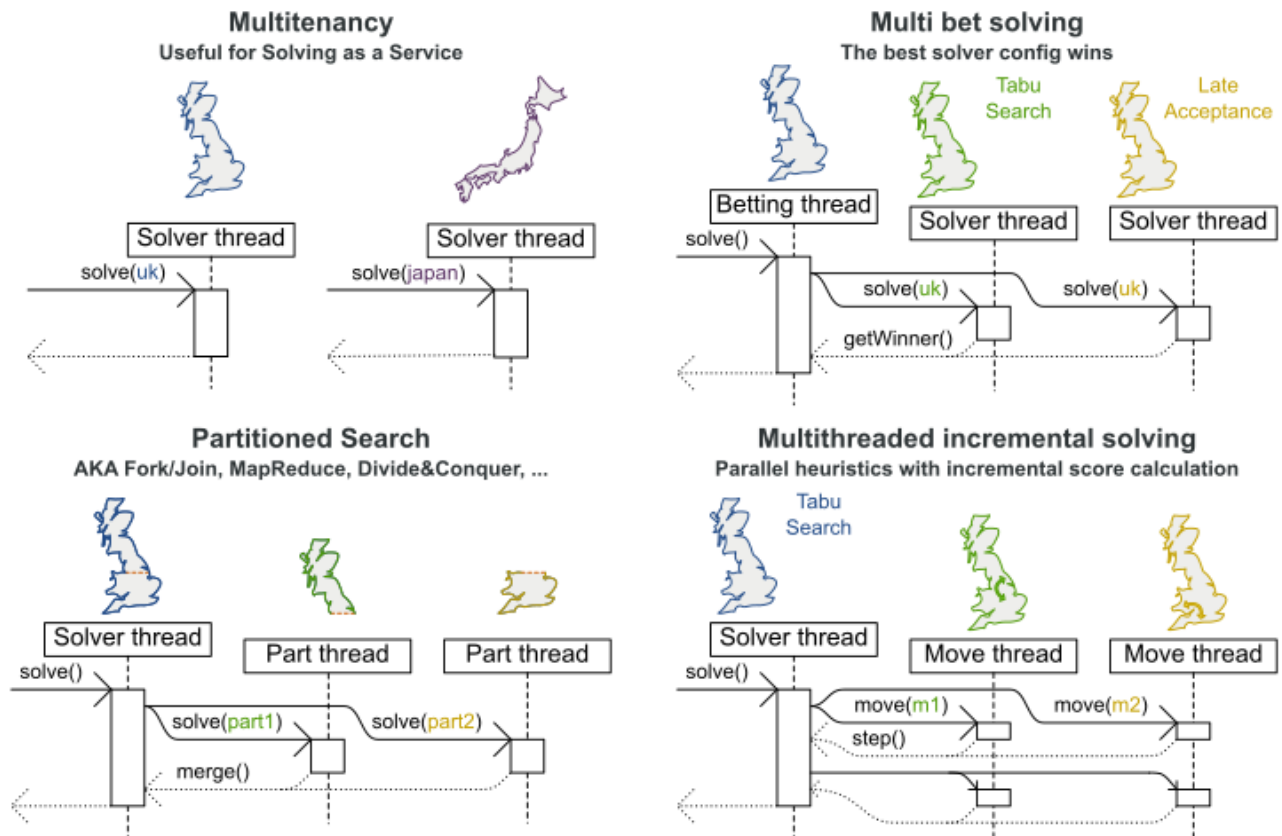 Multitenancy
Useful for Solving as a Service
Solver thread
Solver thread
solve(uk)
solve(japan)
Multi bet solving
The best solver config wins
Tabu
Search
Late
Acceptance
Betting thread
Solver thread
Solver thread
solve()
solve(uk)
solve(uk)
getWinner()
Partitioned Search
AKA Fork/Join, MapReduce, Divide&Conquer, ...
Solver thread
Part thread
Part thread
solve()
solve(part1)
solve(part2)
merge()
Multithreaded incremental solving
Parallel heuristics with incremental score calculation
Tabu
Search
Solver thread
Move thread
Move thread
solve()
move(m1)
move(m2)
step()